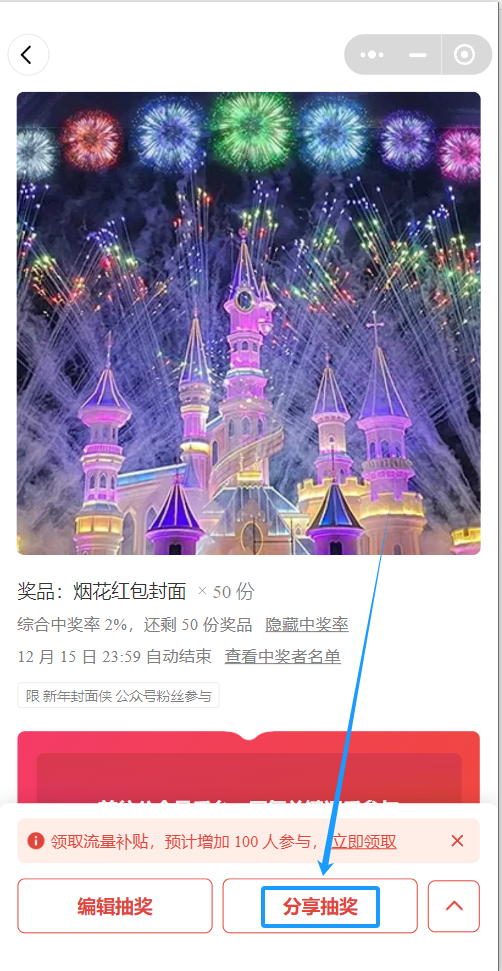 奖品：烟花红包封面 × 50 份
综合中奖率 2%，还剩 50 份奖品 隐藏中奖率
12 月 15 日 23:59 自动结束 查看中奖者名单
限 新年封面侠 公众号粉丝参与
领取流量补贴，预计增加 100 人参与，立即领取
编辑抽奖 分享抽奖